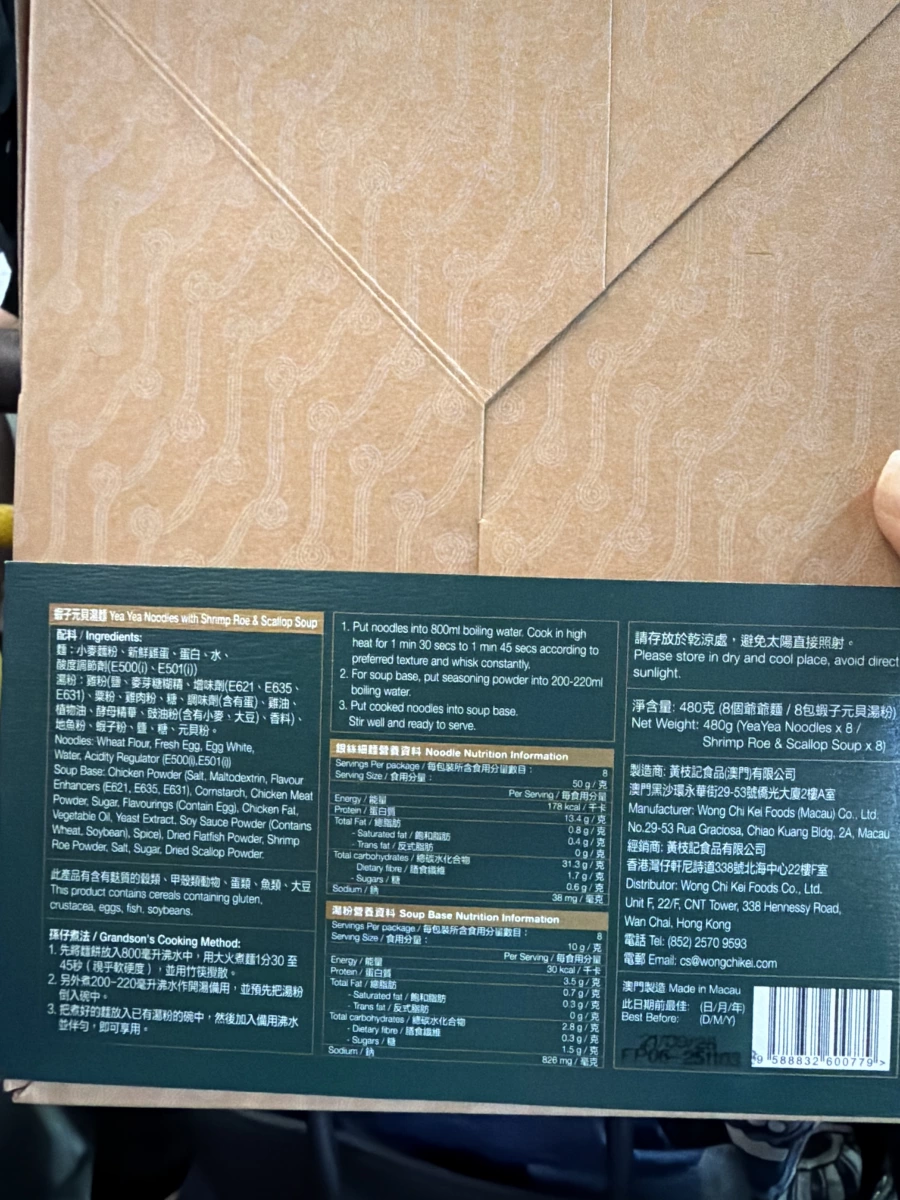 蝦子元貝湯麵 Yea Yea Noodles with Shrimp Roe & Scallop Soup
配料 / Ingredients:
麵：小麥麵粉、新鮮雞蛋、蛋白、水、
酸度調節劑(E500(i)、E501(i))
湯粉：雞粉(鹽、麥芽糖糊精、增味劑(E621、E635、
E631)、粟粉、雞肉粉、糖、調味劑(含有蛋)、雞油、
植物油、酵母精華、豉油粉(含有小麥、大豆)、香料)、
地魚粉、蝦子粉、鹽、糖、元貝粉。
Noodles: Wheat Flour, Fresh Egg, Egg White,
Water, Acidity Regulator (E500(i),E501(i))
Soup Base: Chicken Powder (Salt, Maltodextrin, Flavour
Enhancers (E621, E635, E631), Cornstarch, Chicken Meat
Powder, Sugar, Flavourings (Contain Egg), Chicken Fat,
Vegetable Oil, Yeast Extract, Soy Sauce Powder (Contains
Wheat, Soybean), Spice), Dried Flatfish Powder, Shrimp
Roe Powder, Salt, Sugar, Dried Scallop Powder.
此產品有含有麩質的穀類、甲殼類動物、蛋類、魚類、大豆
This product contains cereals containing gluten,
crustacea, eggs, fish, soybeans.
孫仔煮法 / Grandson's Cooking Method:
1. 先將麵餅放入800毫升沸水中，用大火煮麵1分30 至
45秒（視乎軟硬度），並用竹筷攪散。
2. 另外煮200-220毫升沸水作開湯備用，並預先把湯粉
倒入碗中。
3. 把煮好的麵放入已有湯粉的碗中，然後加入備用沸水
並伴勻，即可享用。
1. Put noodles into 800ml boiling water. Cook in high
heat for 1 min 30 secs to 1 min 45 secs according to
preferred texture and whisk constantly.
2. For soup base, put seasoning powder into 200-220ml
boiling water.
3. Put cooked noodles into soup base.
Stir well and ready to serve.
銀絲細麵營養資料 Noodle Nutrition Information
Servings Per package / 每包裝所含食用分量數目： 8
Serving Size / 食用分量： 50 g / 克
Per Serving / 每食用分量
Energy / 能量 178 kcal / 千卡
Protein / 蛋白質 13.4 g / 克
Total Fat / 總脂肪 0.8 g / 克
- Saturated fat / 飽和脂肪 0.4 g / 克
- Trans fat / 反式脂肪 0 g / 克
Total carbohydrates / 總碳水化合物 31.3 g / 克
Dietary fibre / 膳食纖維 1.7 g / 克
- Sugars / 糖 0.6 g / 克
Sodium / 鈉 38 mg / 毫克
湯粉營養資料 Soup Base Nutrition Information
Servings Per package / 每包裝所含食用分量數目： 8
Serving Size / 食用分量： 10 g / 克
Per Serving / 每食用分量
Energy / 能量 30 kcal / 千卡
Protein / 蛋白質 3.5 g / 克
Total Fat / 總脂肪 0.7 g / 克
- Saturated fat / 飽和脂肪 0.3 g / 克
- Trans fat / 反式脂肪 0 g / 克
Total carbohydrates / 總碳水化合物 2.8 g / 克
- Dietary fibre / 膳食纖維 0.3 g / 克
- Sugars / 糖 1.5 g / 克
Sodium / 鈉 826 mg / 毫克
請存放於乾涼處，避免太陽直接照射。
Please store in dry and cool place, avoid direct
sunlight.
淨含量: 480克 (8個爺爺麵 / 8包蝦子元貝湯粉)
Net Weight: 480g (YeaYea Noodles x 8 /
Shrimp Roe & Scallop Soup x 8)
製造商: 黃枝記食品(澳門)有限公司
澳門黑沙環永華街29-53號僑光大廈2樓A室
Manufacturer: Wong Chi Kei Foods (Macau) Co., Ltd.
No.29-53 Rua Graciosa, Chiao Kuang Bldg, 2A, Macau
經銷商: 黃枝記食品有限公司
香港灣仔軒尼詩道338號北海中心22樓F室
Distributor: Wong Chi Kei Foods Co., Ltd.
Unit F, 22/F, CNT Tower, 338 Hennessy Road,
Wan Chai, Hong Kong
電話 Tel: (852) 2570 9593
電郵 Email: cs@wongchikei.com
澳門製造 Made in Macau
此日期前最佳: (日/月/年)
Best Before: (D/M/Y)
9 588832 600779 >